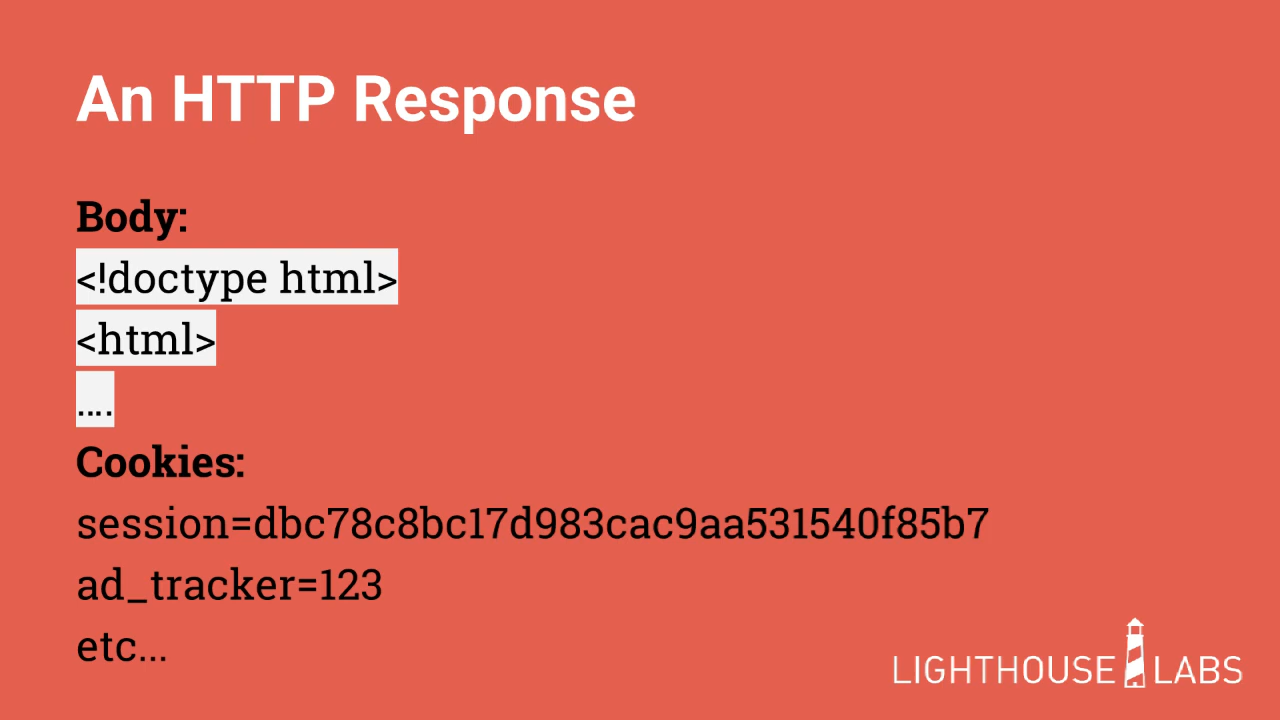 An HTTP Response
Body:
<!doctype html>
<html>
....
Cookies:
session=dbc78c8bc17d983cac9aa531540f85b7
ad_tracker=123
etc...
LIGHTHOUSE LABS